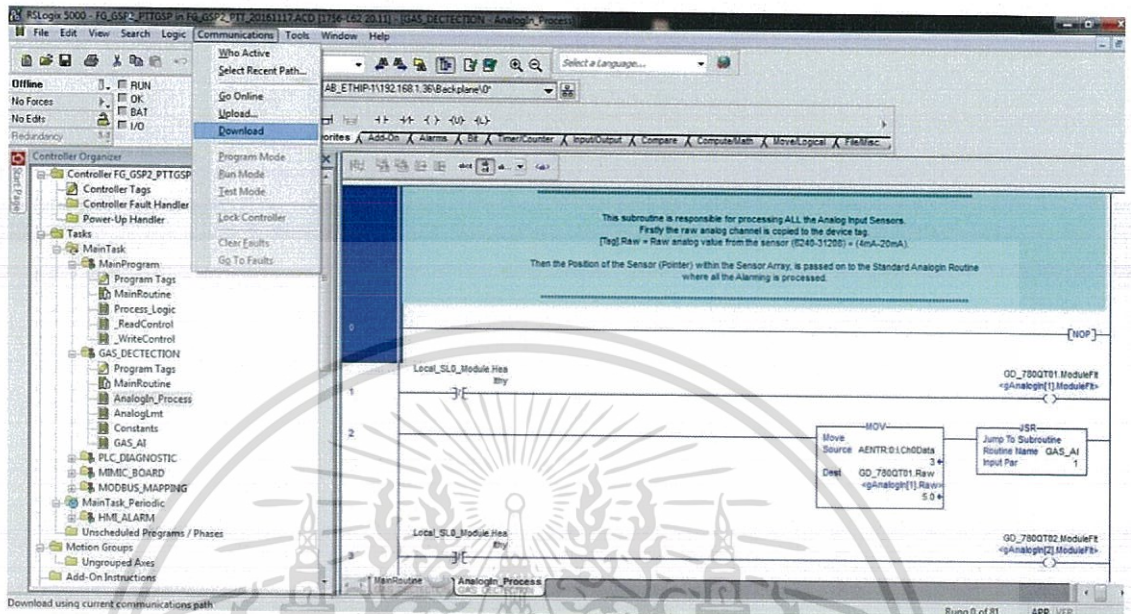 RSLogix 5000 - FG_GSP2_PTTGSP in FG_GSP2_PTT_20161117.ACD [1756-L62 20.11] - [GAS_DECTECTION - AnalogIn_Process]
File Edit View Search Logic Communications Tools Window Help
Who Active
Select Recent Path...
Go Online
Upload...
Download
Program Mode
Run Mode
Test Mode
Lock Controller
Clear Faults
Go To Faults
Select a Language...
Offline
RUN
No Forces
OK
BAT
No Edits
I/O
Redundancy
AB_ETHIP-1\192.168.1.36\Backplane\0*
orites Add-On Alarms Bit Timer/Counter Input/Output Compare Compute/Math Move/Logical File/Misc.
Start Page
Controller Organizer
Controller FG_GSP2_PTTGSP
Controller Tags
Controller Fault Handler
Power-Up Handler
Tasks
MainTask
MainProgram
Program Tags
MainRoutine
Process_Logic
_ReadControl
_WriteControl
GAS_DECTECTION
Program Tags
MainRoutine
AnalogIn_Process
AnalogLmt
Constants
GAS_AI
PLC_DIAGNOSTIC
MIMIC_BOARD
MODBUS_MAPPING
MainTask_Periodic
HMI_ALARM
Unscheduled Programs / Phases
Motion Groups
Ungrouped Axes
Add-On Instructions
This subroutine is responsible for processing ALL the Analog Input Sensors.
Firstly the raw analog channel is copied to the device tag.
[Tag].Raw = Raw analog value from the sensor (6240-31208) = (4mA-20mA).
Then the Position of the Sensor (Pointer) within the Sensor Array, is passed on to the Standard Analogin Routine
where all the Alarming is processed.
0
NOP
Local_SL0_Module.Hea
lthy
GD_780QT01.ModuleFlt
<gAnalogIn[1].ModuleFlt>
1
2
MOV
Move
Source AENTR:0:I.Ch0Data
3
Dest GD_780QT01.Raw
<gAnalogIn[1].Raw>
5.0
JSR
Jump To Subroutine
Routine Name GAS_AI
Input Par 1
Local_SL0_Module.Hea
lthy
GD_780QT02.ModuleFlt
<gAnalogIn[2].ModuleFlt>
3
MainRoutine AnalogIn_Process
Download using current communications path
Rung 0 of 81 APP VER